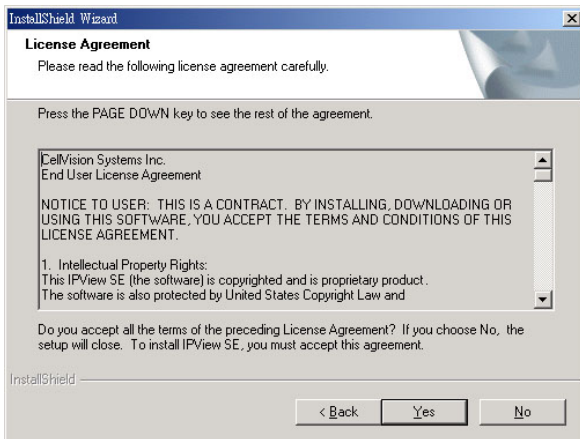 InstallShield Wizard
License Agreement
Please read the following license agreement carefully.
Press the PAGE DOWN key to see the rest of the agreement.
CellVision Systems Inc.
End User License Agreement
NOTICE TO USER: THIS IS A CONTRACT. BY INSTALLING, DOWNLOADING OR
USING THIS SOFTWARE, YOU ACCEPT THE TERMS AND CONDITIONS OF THIS
LICENSE AGREEMENT.
1. Intellectual Property Rights:
This IPView SE (the software) is copyrighted and is proprietary product .
The software is also protected by United States Copyright Law and
Do you accept all the terms of the preceding License Agreement? If you choose No, the
setup will close. To install IPView SE, you must accept this agreement.
InstallShield
< Back Yes No